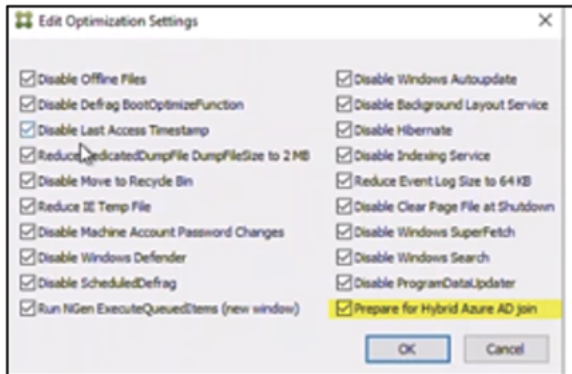 Edit Optimization Settings
Disable Offline Files
Disable Defrag BootOptimizeFunction
Disable Last Access Timestamp
Reduce DedicatedDumpFile DumpFileSize to 2 MB
Disable Move to Recycle Bin
Reduce IE Temp File
Disable Machine Account Password Changes
Disable Windows Defender
Disable ScheduledDefrag
Run NGen ExecuteQueuedItems (new window)
Disable Windows Autoupdate
Disable Background Layout Service
Disable Hibernate
Disable Indexing Service
Reduce Event Log Size to 64 KB
Disable Clear Page File at Shutdown
Disable Windows SuperFetch
Disable Windows Search
Disable ProgramDataUpdater
Prepare for Hybrid Azure AD join
OK
Cancel